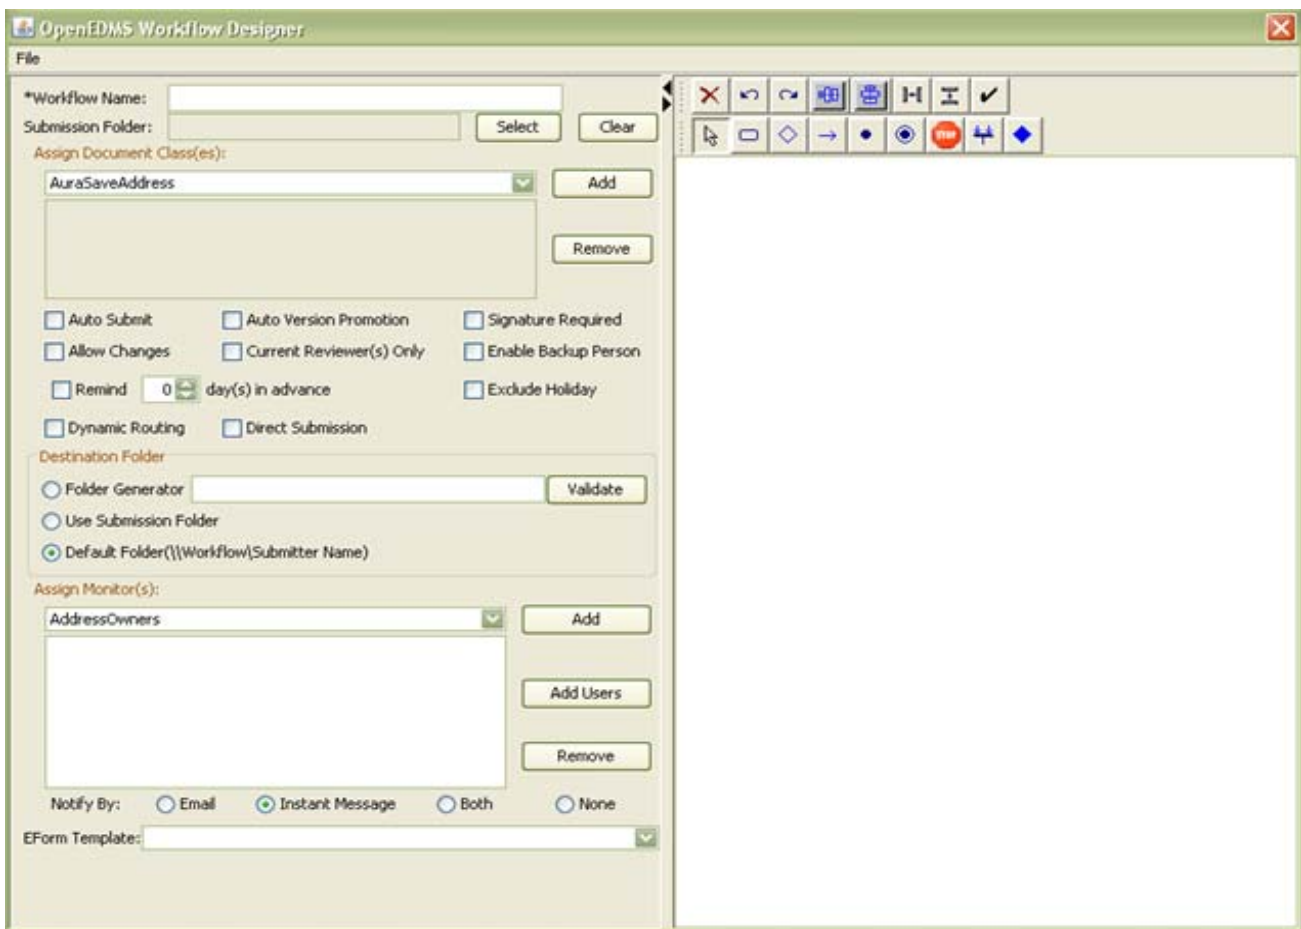 OpenEDMS Workflow Designer
File
*Workflow Name:
Submission Folder: Select Clear
Assign Document Class(es):
AuraSaveAddress Add
Remove
Auto Submit Auto Version Promotion Signature Required
Allow Changes Current Reviewer(s) Only Enable Backup Person
Remind 0 day(s) in advance Exclude Holiday
Dynamic Routing Direct Submission
Destination Folder
Folder Generator Validate
Use Submission Folder
Default Folder(\\Workflow\Submitter Name)
Assign Monitor(s):
AddressOwners Add
Add Users
Remove
Notify By: Email Instant Message Both None
EForm Template:
STOP